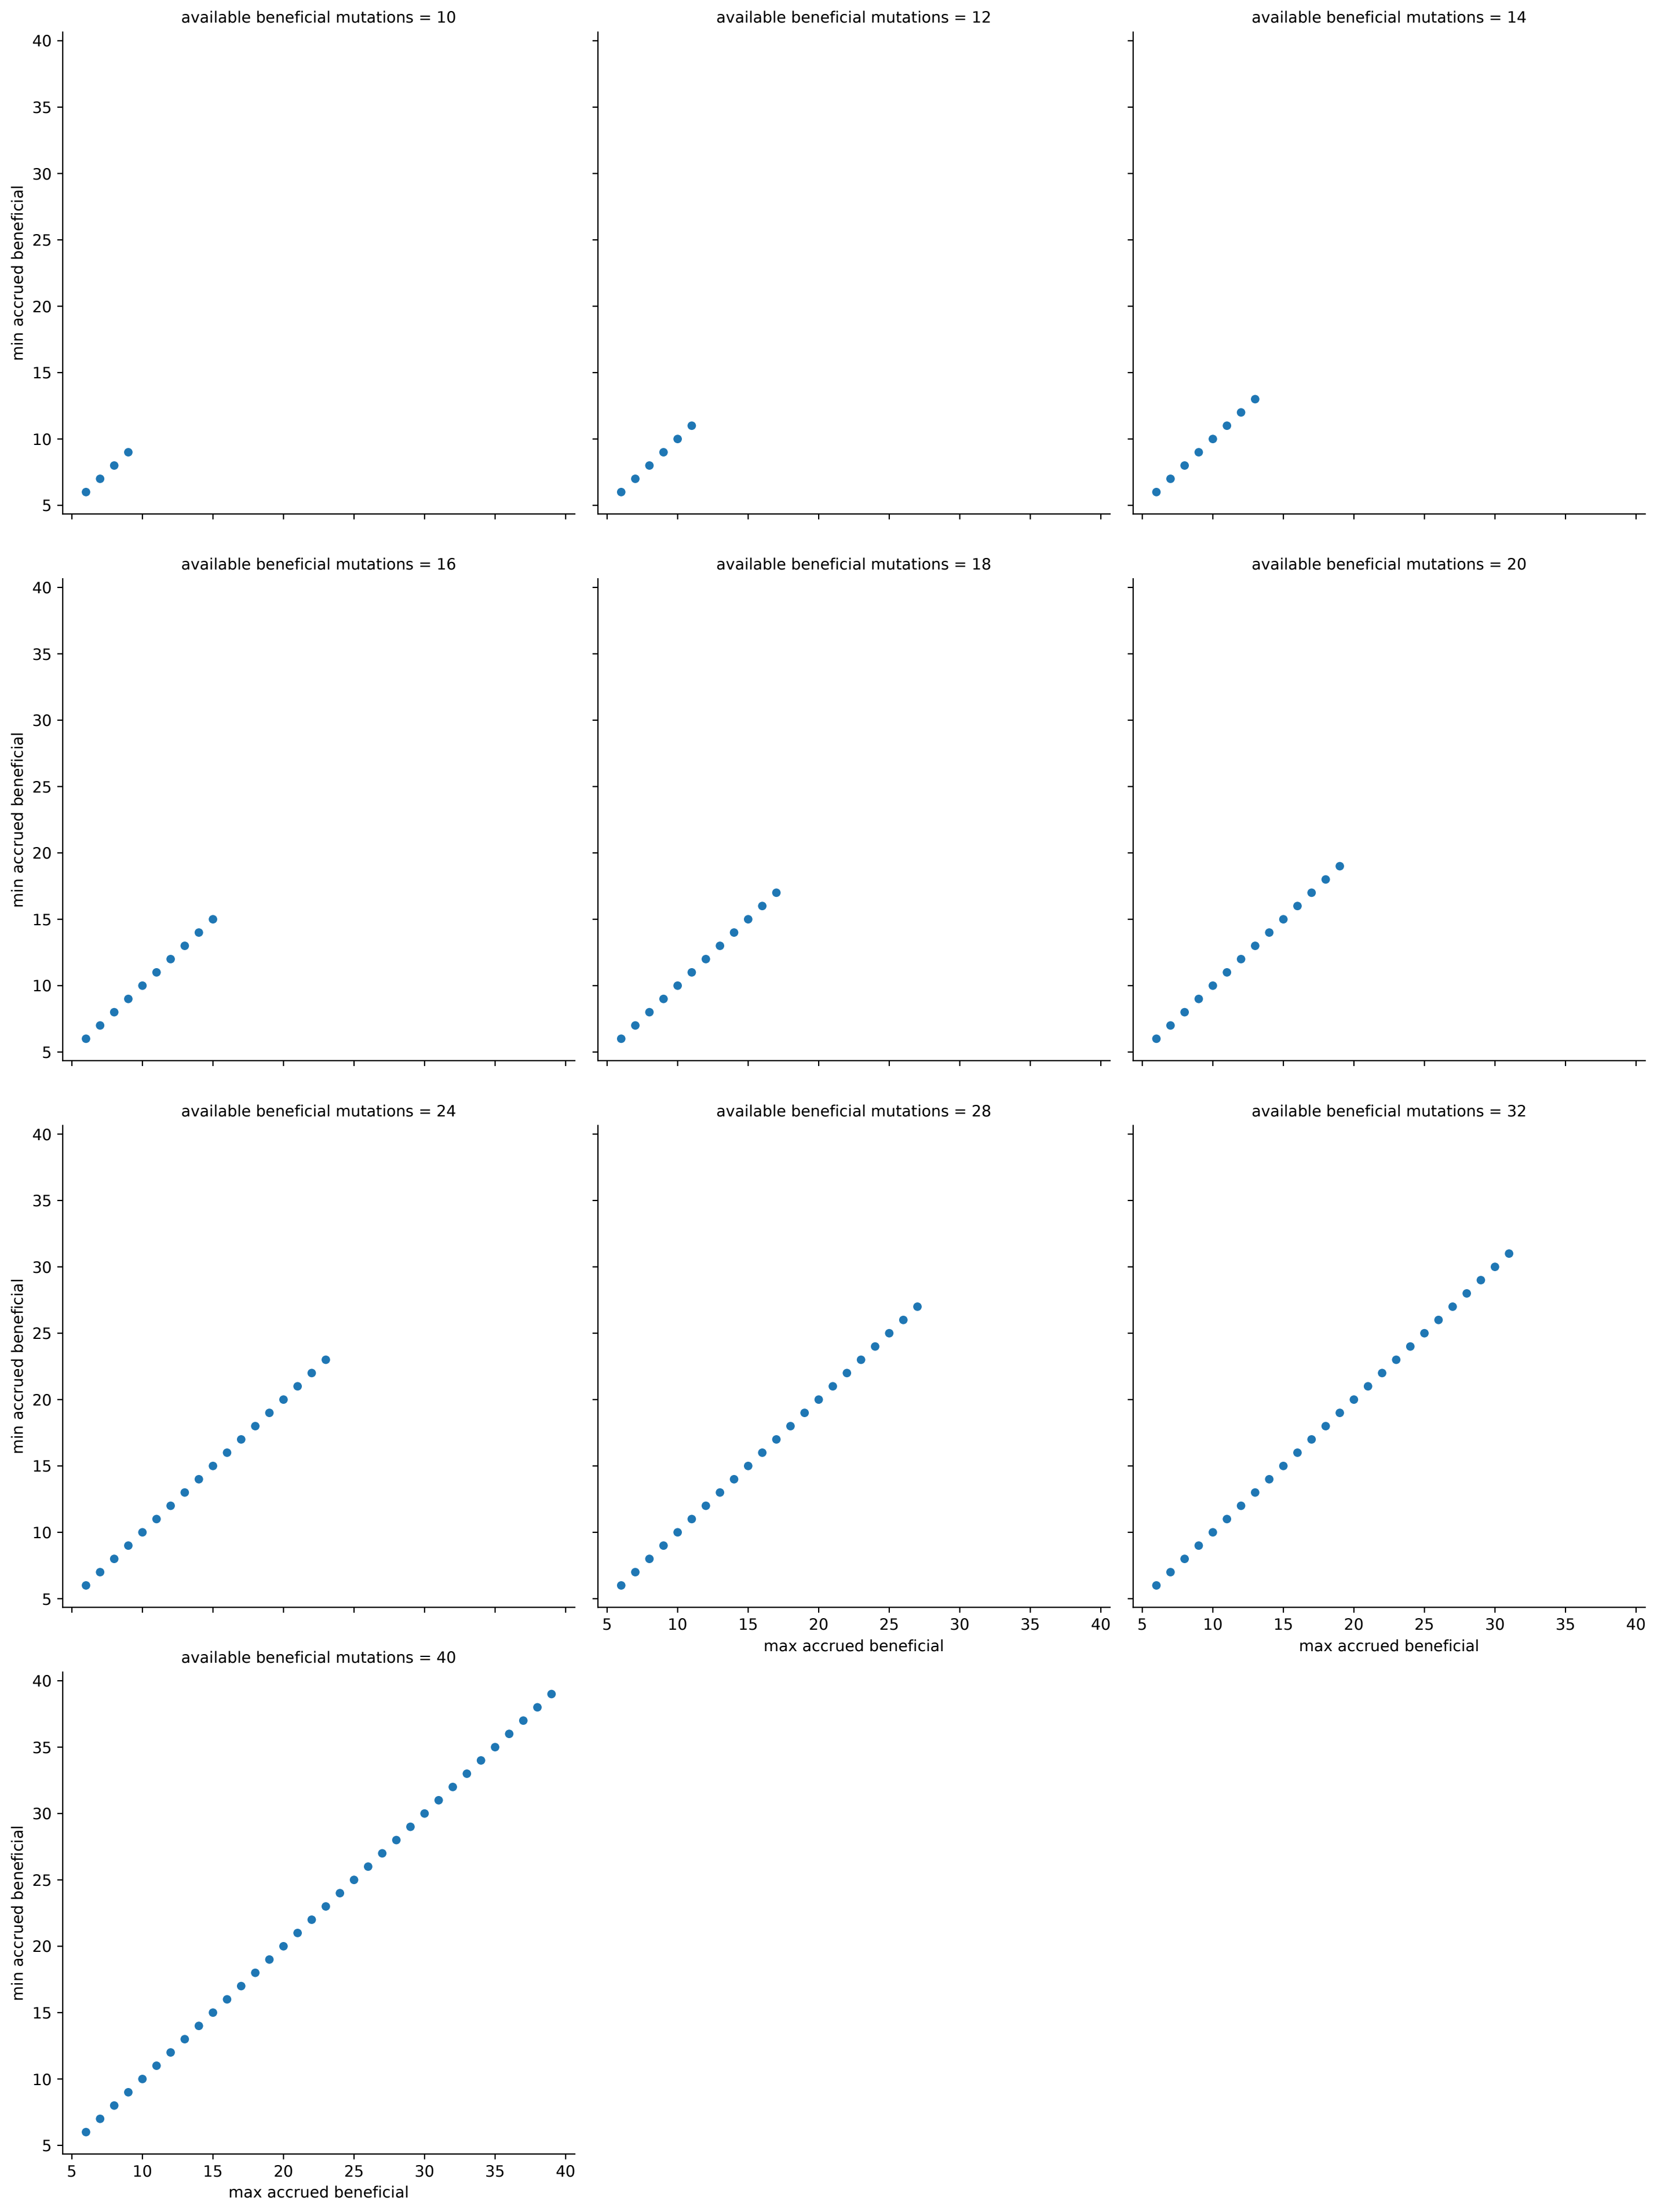 available beneficial mutations = 10
available beneficial mutations = 12
available beneficial mutations = 14
40
35
30
25
20
15
10
5
min accrued beneficial
available beneficial mutations = 16
available beneficial mutations = 18
available beneficial mutations = 20
40
35
30
25
20
15
10
5
min accrued beneficial
available beneficial mutations = 24
available beneficial mutations = 28
available beneficial mutations = 32
40
35
30
25
20
15
10
5
min accrued beneficial
5 10 15 20 25 30 35 40
max accrued beneficial
5 10 15 20 25 30 35 40
max accrued beneficial
available beneficial mutations = 40
40
35
30
25
20
15
10
5
min accrued beneficial
5 10 15 20 25 30 35 40
max accrued beneficial